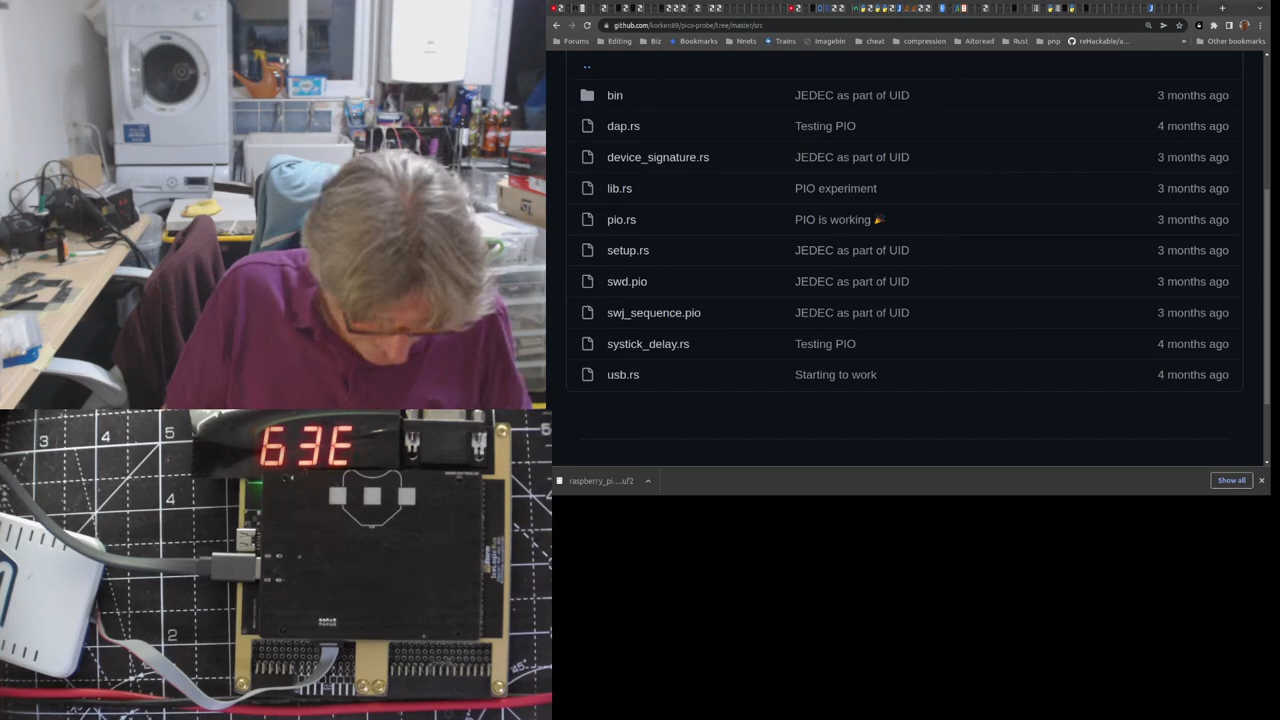 github.com/korken89/pico-probe/tree/master/src
Forums Editing Biz Bookmarks Nnets Trains Imagebin cheat compression Altoread Rust pnp reHackable/a... » Other bookmarks
..
bin JEDEC as part of UID 3 months ago
dap.rs Testing PIO 4 months ago
device_signature.rs JEDEC as part of UID 3 months ago
lib.rs PIO experiment 3 months ago
pio.rs PIO is working 🎉 3 months ago
setup.rs JEDEC as part of UID 3 months ago
swd.pio JEDEC as part of UID 3 months ago
swj_sequence.pio JEDEC as part of UID 3 months ago
systick_delay.rs Testing PIO 4 months ago
usb.rs Starting to work 4 months ago
raspberry_pi....uf2 Show all
63E
3 4 5
4
2
45°